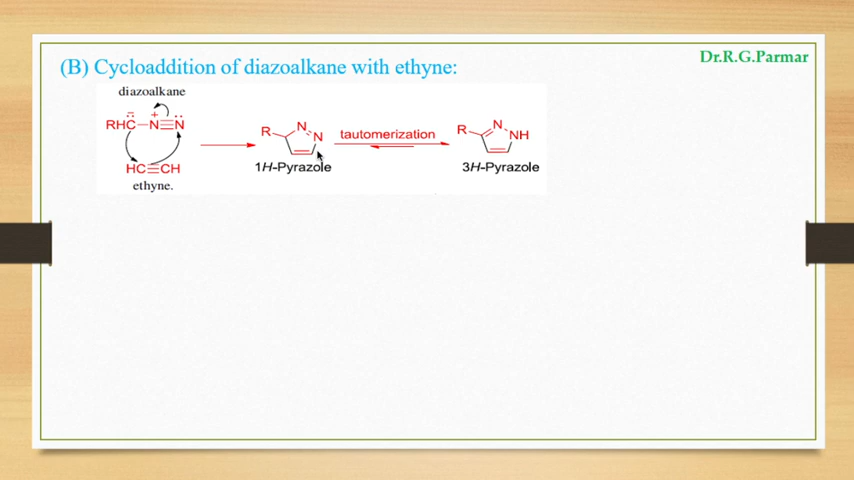 Dr.R.G.Parmar
(B) Cycloaddition of diazoalkane with ethyne:
diazoalkane
RHC̄̈—N⁺≡N̈
HC≡CH
ethyne.
R N N
1H-Pyrazole
tautomerization
R N NH
3H-Pyrazole